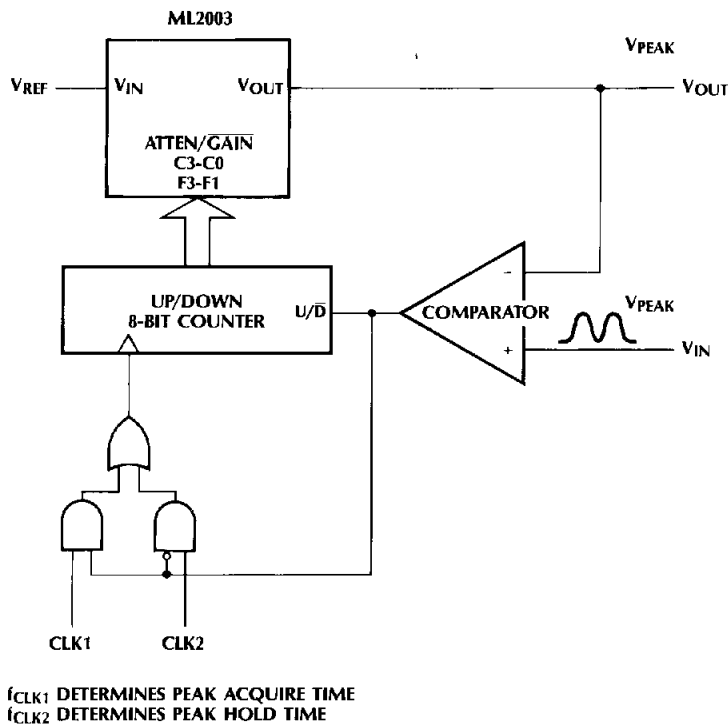 ML2003
VPEAK
VREF
VIN
VOUT
VOUT
ATTEN/G̅A̅I̅N̅
C3-C0
F3-F1
UP/DOWN
8-BIT COUNTER
U/D̅
−
COMPARATOR
+
VPEAK
VIN
CLK1
CLK2
fCLK1 DETERMINES PEAK ACQUIRE TIME
fCLK2 DETERMINES PEAK HOLD TIME